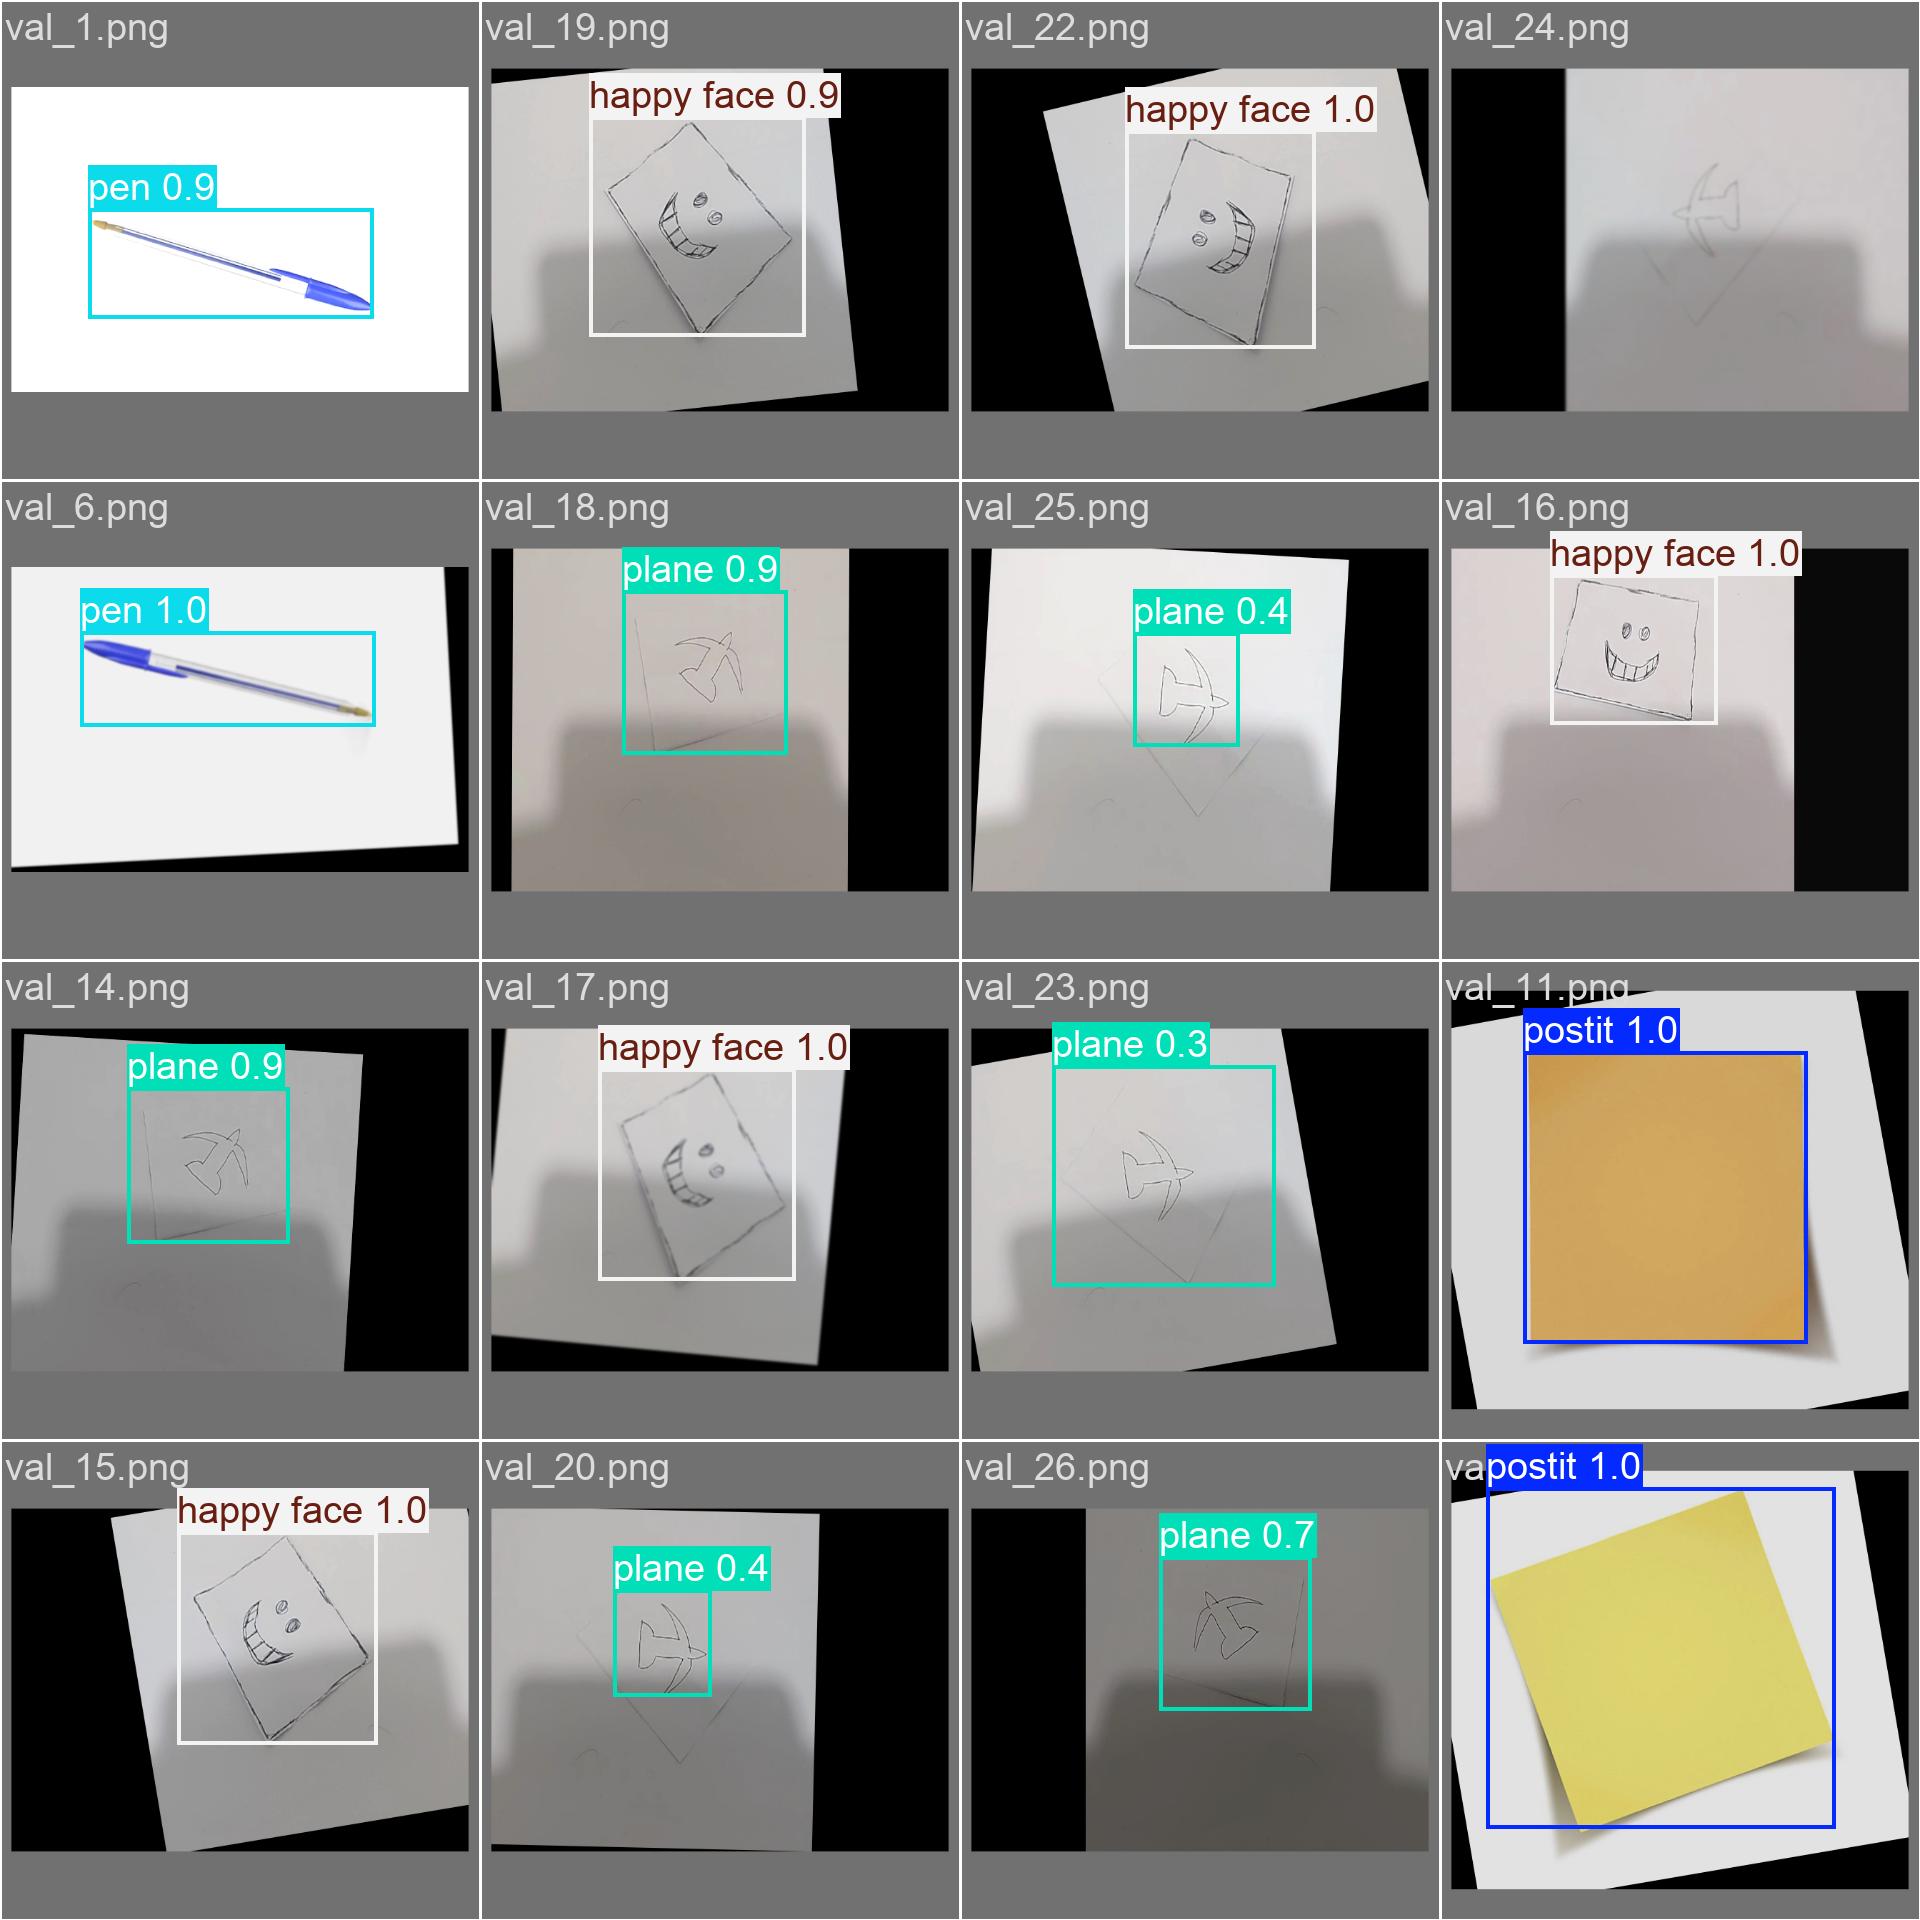 val_1.png
pen 0.9
val_19.png
happy face 0.9
val_22.png
happy face 1.0
val_24.png
val_6.png
pen 1.0
val_18.png
plane 0.9
val_25.png
plane 0.4
val_16.png
happy face 1.0
val_14.png
plane 0.9
val_17.png
happy face 1.0
val_23.png
plane 0.3
val_11.png
postit 1.0
val_15.png
happy face 1.0
val_20.png
plane 0.4
val_26.png
plane 0.7
postit 1.0